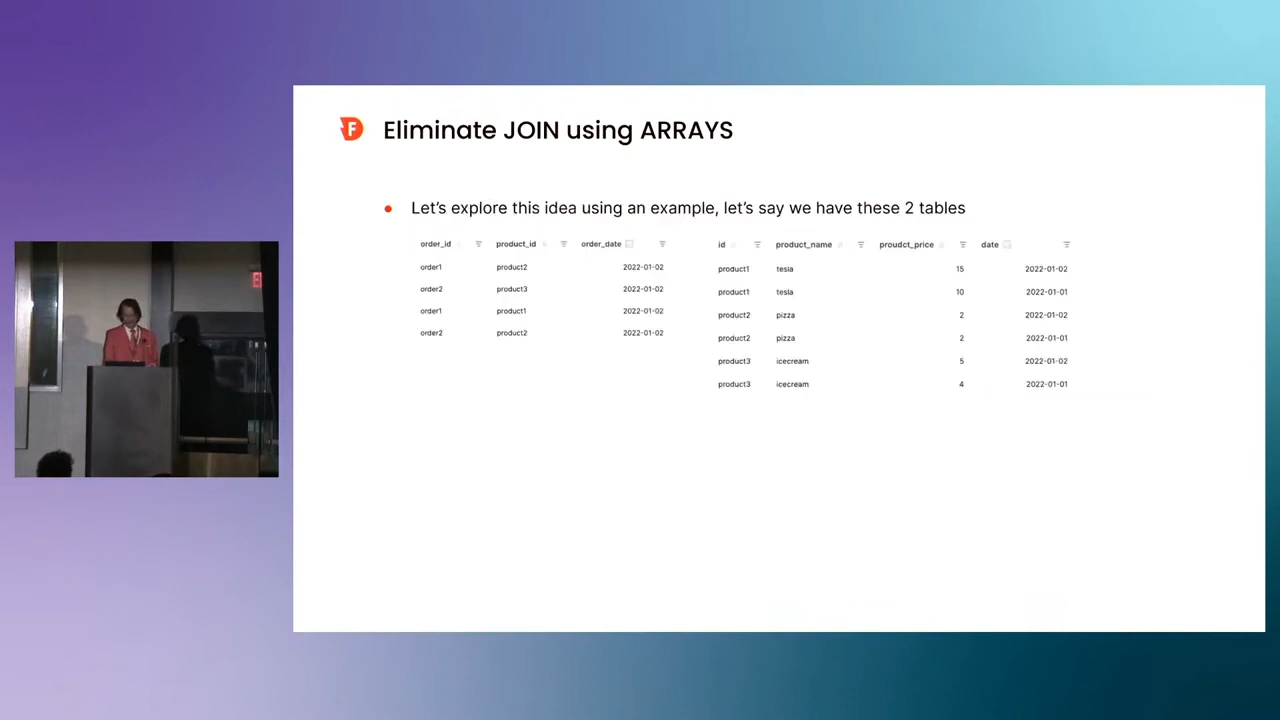 Eliminate JOIN using ARRAYS
• Let's explore this idea using an example, let's say we have these 2 tables
order_id product_id order_date
order1 product2 2022-01-02
order2 product3 2022-01-02
order1 product1 2022-01-02
order2 product2 2022-01-02
id product_name proudct_price date
product1 tesla 15 2022-01-02
product1 tesla 10 2022-01-01
product2 pizza 2 2022-01-02
product2 pizza 2 2022-01-01
product3 icecream 5 2022-01-02
product3 icecream 4 2022-01-01